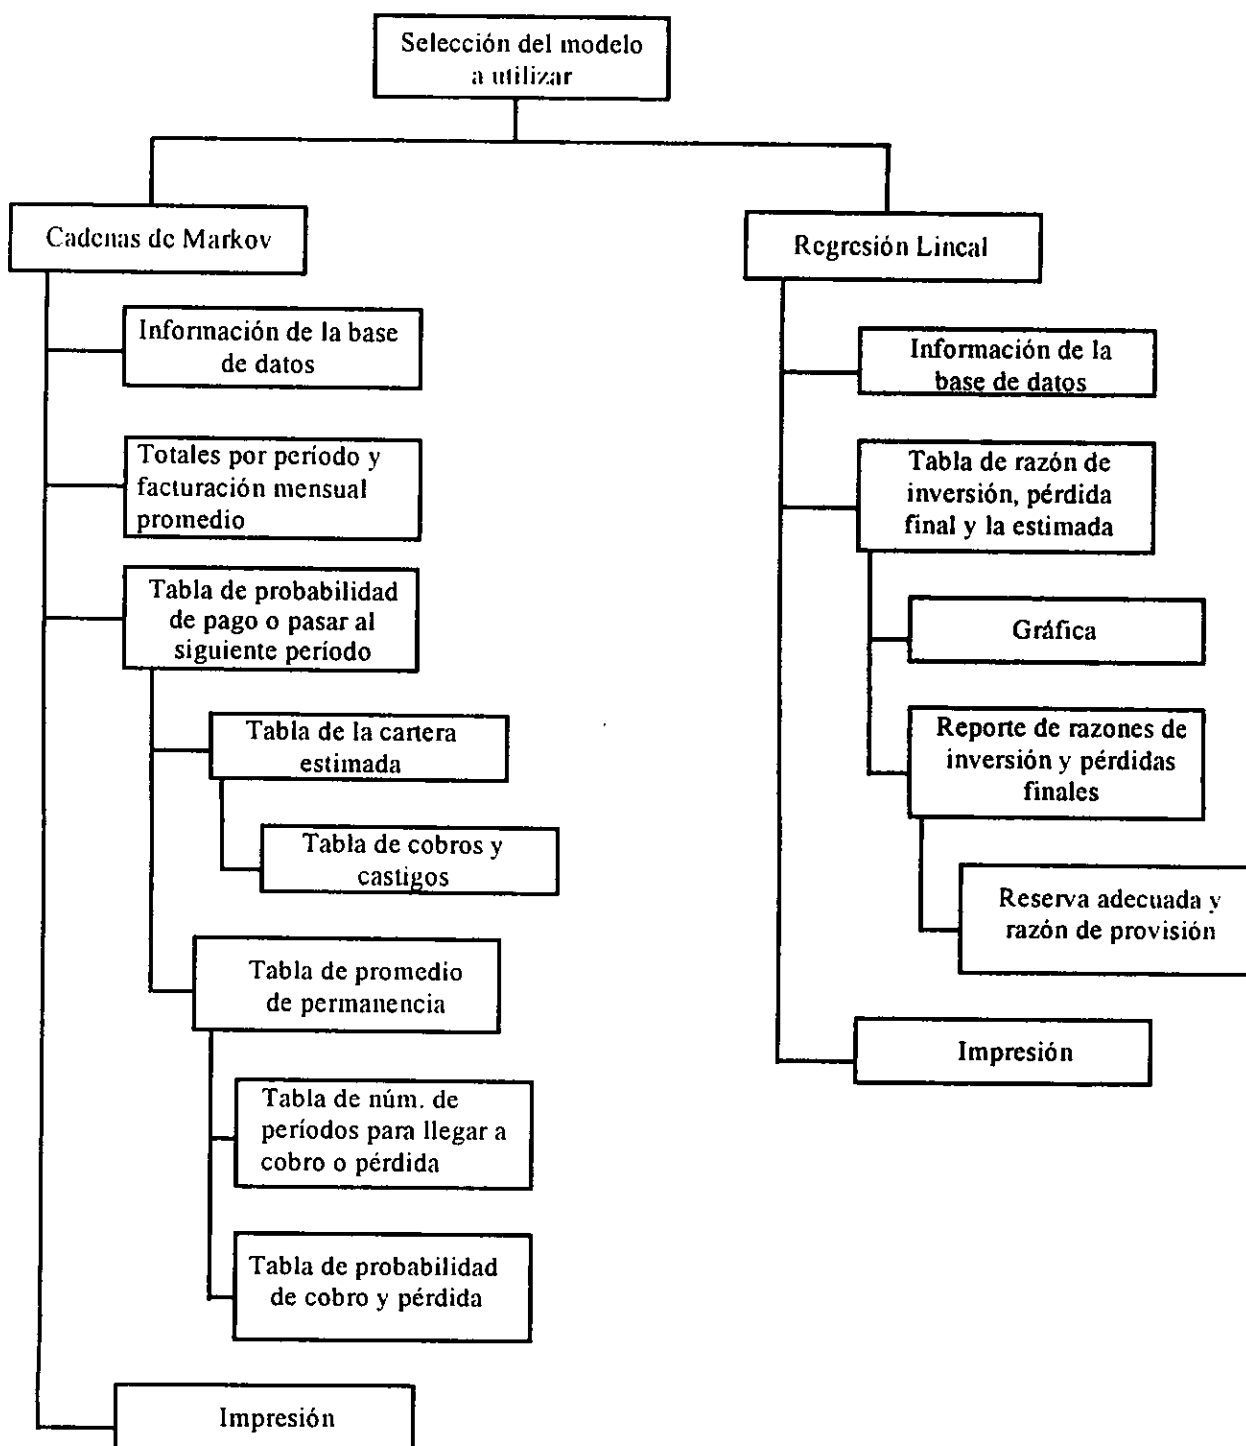 Selección del modelo
a utilizar
Cadenas de Markov
Información de la base
de datos
Totales por período y
facturación mensual
promedio
Tabla de probabilidad
de pago o pasar al
siguiente período
Tabla de la cartera
estimada
Tabla de cobros y
castigos
Tabla de promedio
de permanencia
Tabla de núm. de
períodos para llegar a
cobro o pérdida
Tabla de probabilidad
de cobro y pérdida
Impresión
Regresión Lineal
Información de la
base de datos
Tabla de razón de
inversión, pérdida
final y la estimada
Gráfica
Reporte de razones de
inversión y pérdidas
finales
Reserva adecuada y
razón de provisión
Impresión